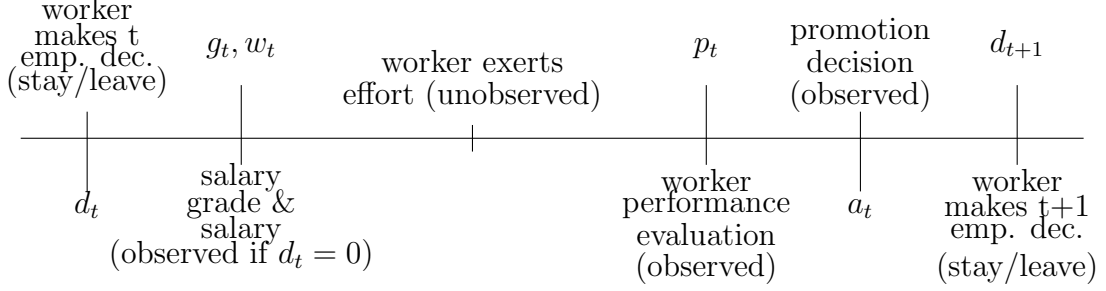 worker
makes t
emp. dec.
(stay/leave)
d_t
g_t, w_t
salary
grade &
salary
(observed if d_t = 0)
worker exerts
effort (unobserved)
p_t
worker
performance
evaluation
(observed)
promotion
decision
(observed)
a_t
d_{t+1}
worker
makes t+1
emp. dec.
(stay/leave)